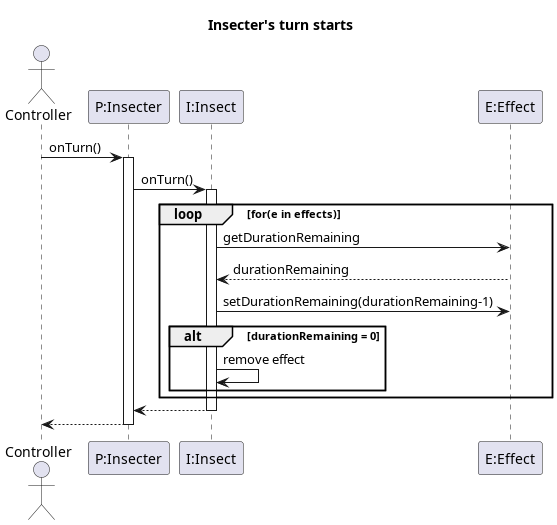 Insecter's turn starts
Controller
P:Insecter
I:Insect
E:Effect
onTurn()
onTurn()
loop
[for(e in effects)]
getDurationRemaining
durationRemaining
setDurationRemaining(durationRemaining-1)
alt
[durationRemaining = 0]
remove effect
Controller
P:Insecter
I:Insect
E:Effect